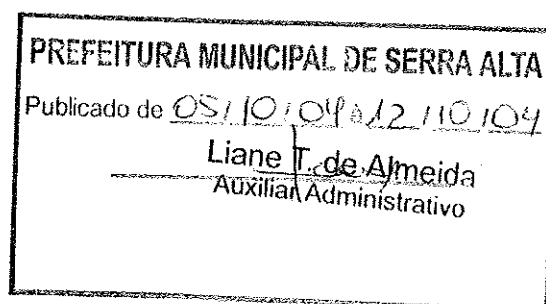 PREFEITURA MUNICIPAL DE SERRA ALTA
Publicado de 05/10/04 a 12/10/04
Liane T. de Almeida
Auxiliar Administrativo